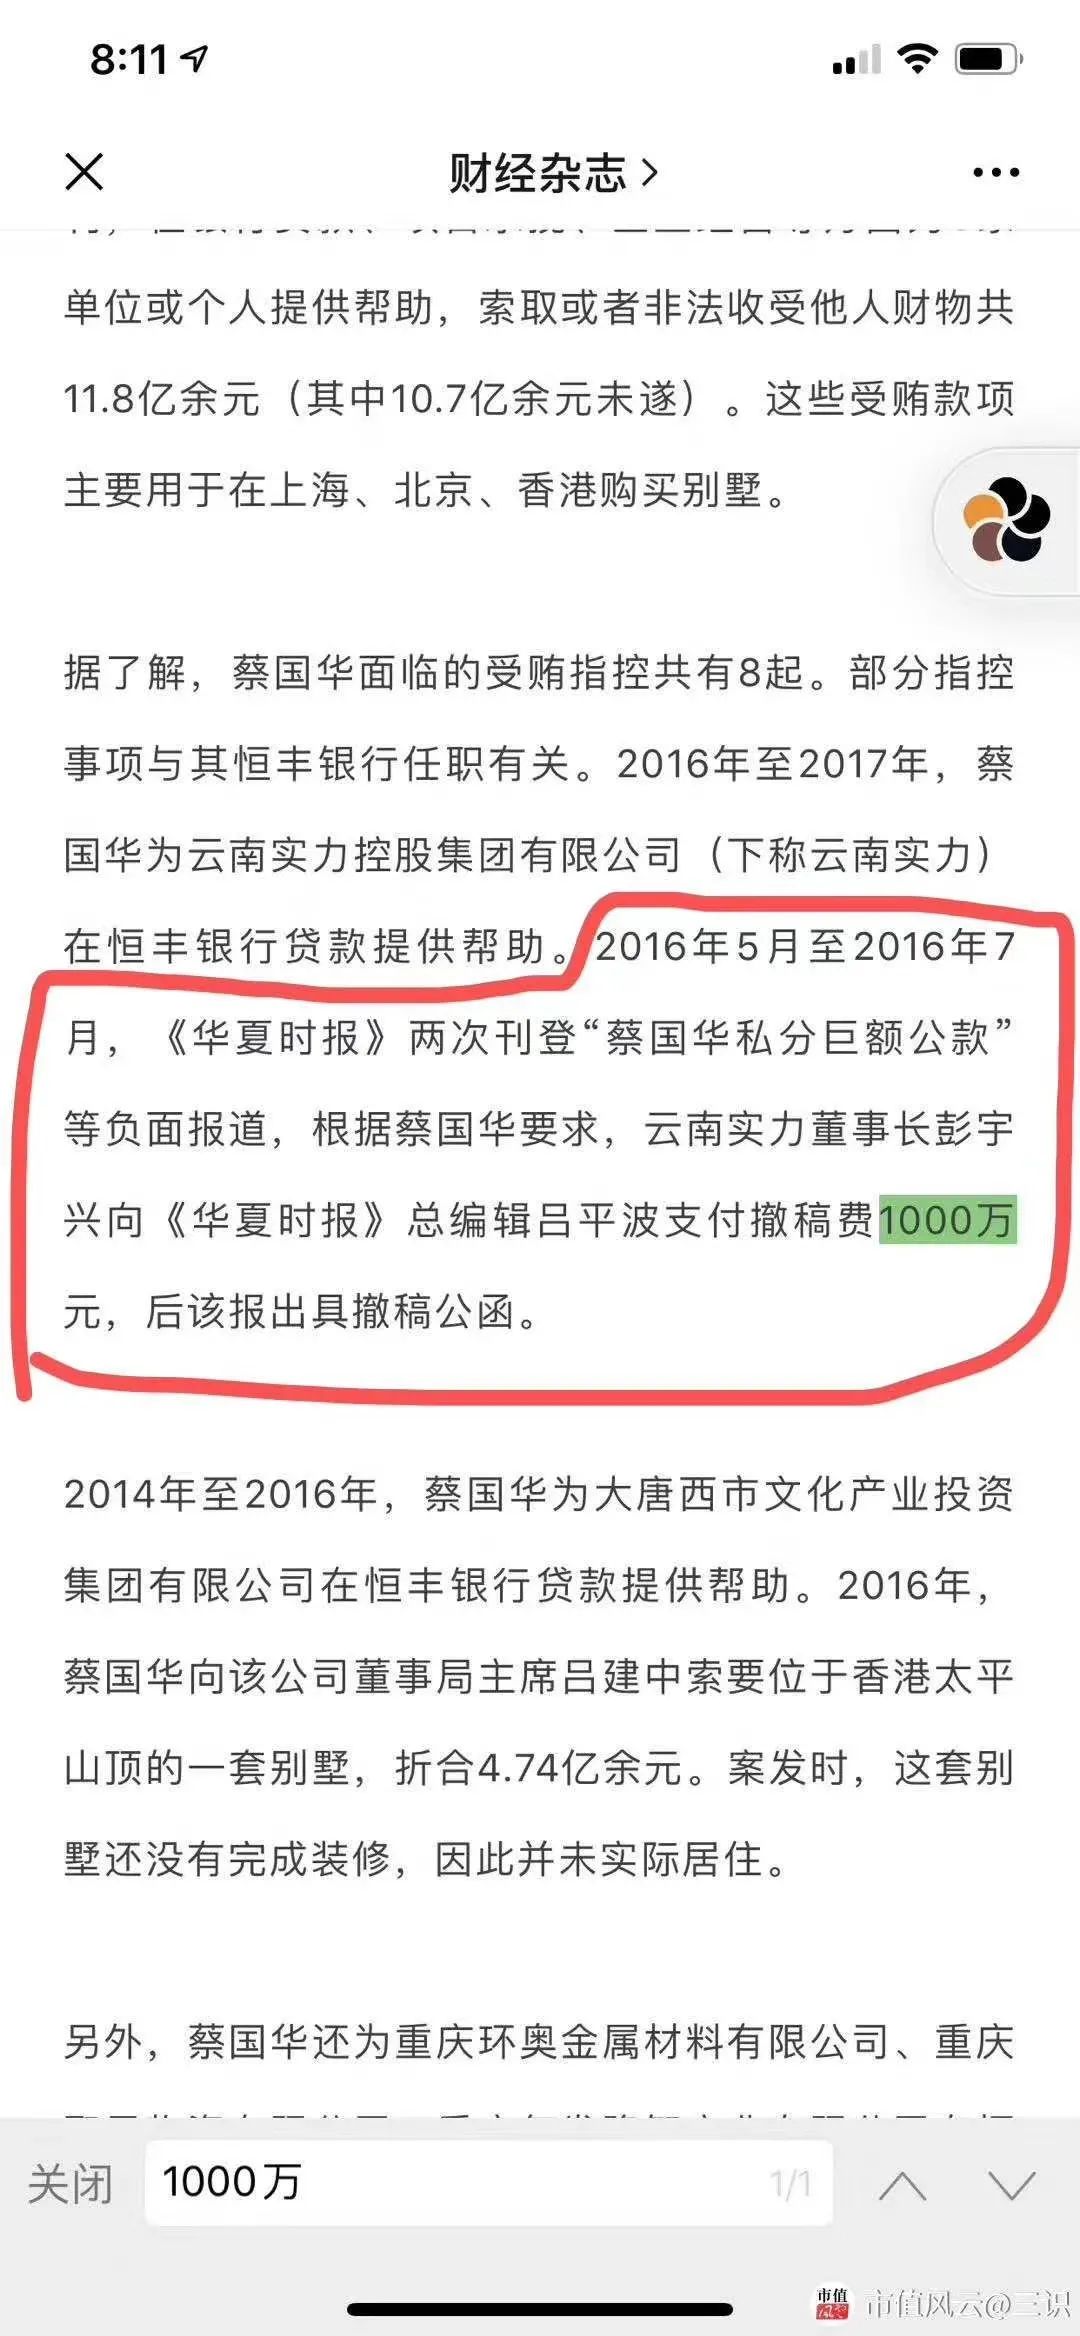 8:11
财经杂志
单位或个人提供帮助，索取或者非法收受他人财物共
11.8亿余元（其中10.7亿余元未遂）。这些受贿款项
主要用于在上海、北京、香港购买别墅。
据了解，蔡国华面临的受贿指控共有8起。部分指控
事项与其恒丰银行任职有关。2016年至2017年，蔡
国华为云南实力控股集团有限公司（下称云南实力）
在恒丰银行贷款提供帮助。2016年5月至2016年7
月，《华夏时报》两次刊登“蔡国华私分巨额公款”
等负面报道，根据蔡国华要求，云南实力董事长彭宇
兴向《华夏时报》总编辑吕平波支付撤稿费1000万
元，后该报出具撤稿公函。
2014年至2016年，蔡国华为大唐西市文化产业投资
集团有限公司在恒丰银行贷款提供帮助。2016年，
蔡国华向该公司董事局主席吕建中索要位于香港太平
山顶的一套别墅，折合4.74亿余元。案发时，这套别
墅还没有完成装修，因此并未实际居住。
另外，蔡国华还为重庆环奥金属材料有限公司、重庆
关闭
1000万
1/1
市值
风云
市值风云@三识